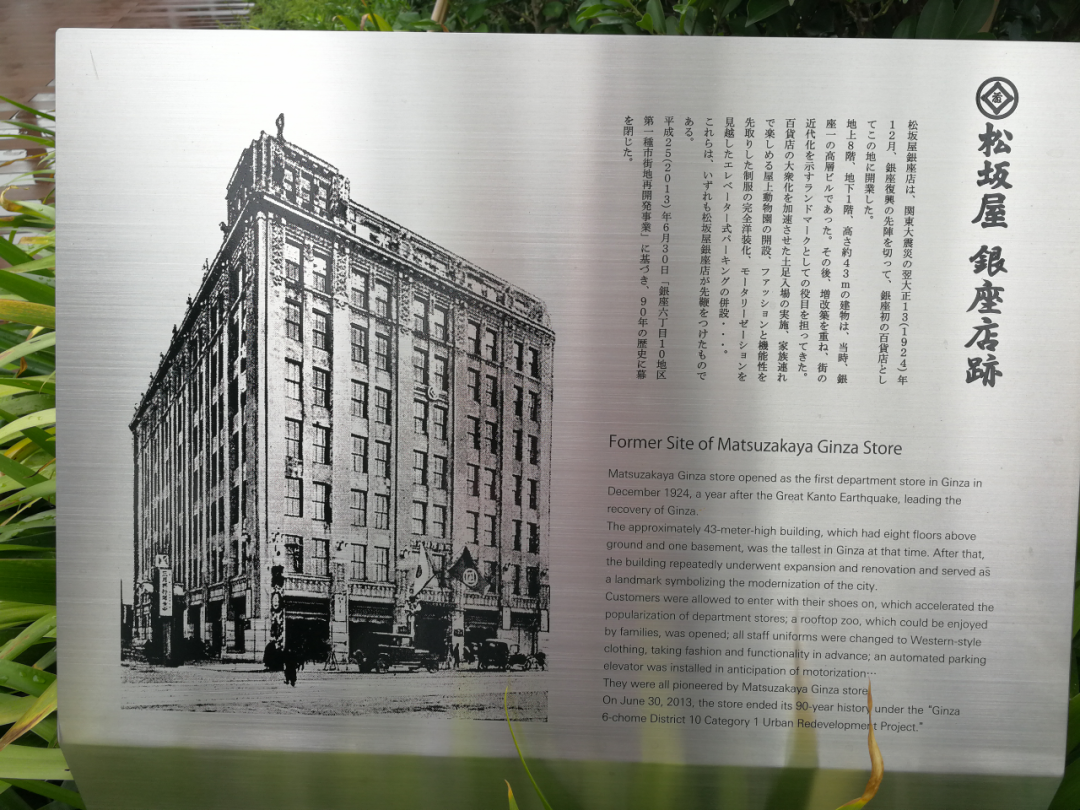 松坂屋 銀座店跡
松坂屋銀座店は、関東大震災の翌大正13(1924)年
12月、銀座復興の先陣を切って、銀座初の百貨店とし
てこの地に開業した。
地上8階、地下1階、高さ約43mの建物は、当時、銀
座一の高層ビルであった。その後、増改築を重ね、街の
近代化を示すランドマークとしての役目を担ってきた。
百貨店の大衆化を加速させた土足入場の実施、家族連れ
で楽しめる屋上動物園の開設、ファッションと機能性を
先取りした制服の完全洋装化、モータリーゼーションを
見越したエレベーター式パーキングの併設・・・。
これらは、いずれも松坂屋銀座店が先鞭をつけたもので
ある。
平成25(2013)年6月30日「銀座六丁目10地区
第一種市街地再開発事業」に基づき、90年の歴史に幕
を閉じた。
Former Site of Matsuzakaya Ginza Store
Matsuzakaya Ginza store opened as the first department store in Ginza in
December 1924, a year after the Great Kanto Earthquake, leading the
recovery of Ginza.
The approximately 43-meter-high building, which had eight floors above
ground and one basement, was the tallest in Ginza at that time. After that,
the building repeatedly underwent expansion and renovation and served as
a landmark symbolizing the modernization of the city.
Customers were allowed to enter with their shoes on, which accelerated the
popularization of department stores; a rooftop zoo, which could be enjoyed
by families, was opened; all staff uniforms were changed to Western-style
clothing, taking fashion and functionality in advance; an automated parking
elevator was installed in anticipation of motorization…
They were all pioneered by Matsuzakaya Ginza store.
On June 30, 2013, the store ended its 90-year history under the "Ginza
6-chome District 10 Category 1 Urban Redevelopment Project."